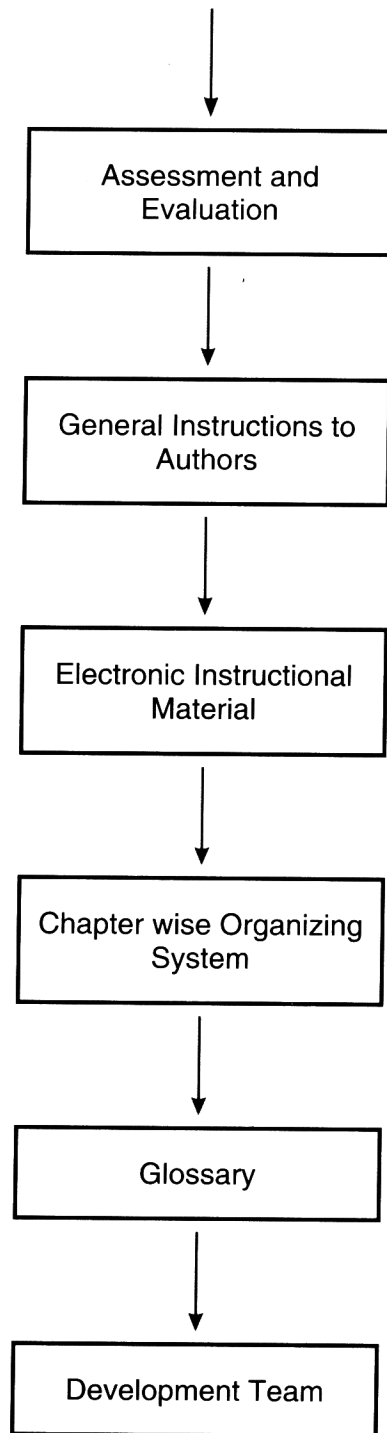 Assessment and
Evaluation
General Instructions to
Authors
Electronic Instructional
Material
Chapter wise Organizing
System
Glossary
Development Team